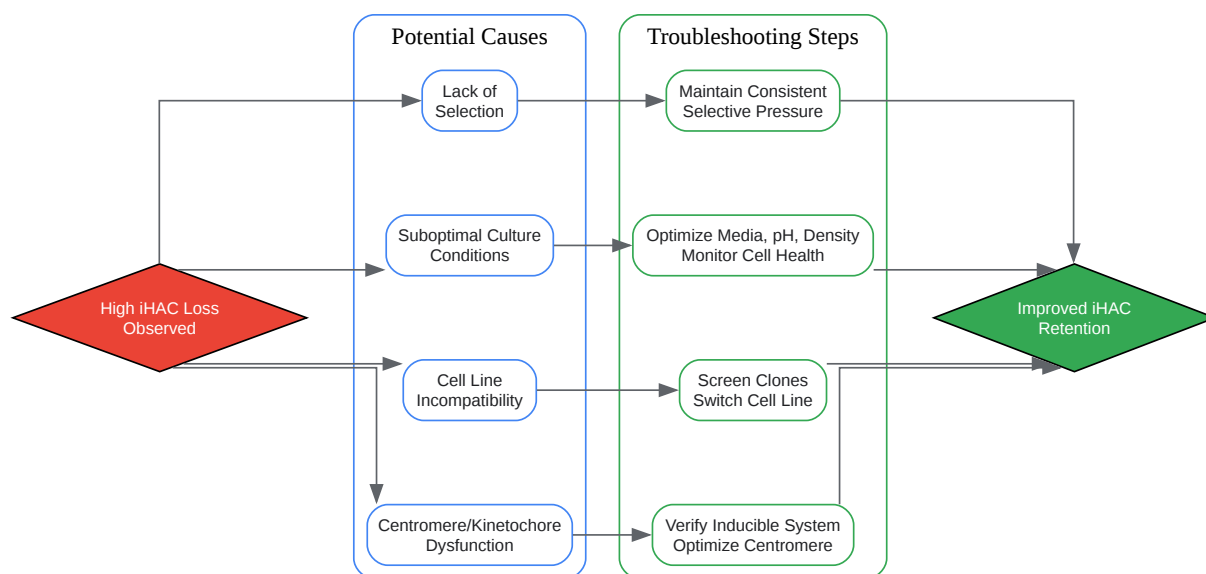 Potential Causes
Troubleshooting Steps
Lack of
Selection
Maintain Consistent
Selective Pressure
Suboptimal Culture
Conditions
Optimize Media, pH, Density
Monitor Cell Health
High iHAC Loss
Observed
Improved iHAC
Retention
Cell Line
Incompatibility
Screen Clones
Switch Cell Line
Centromere/Kinetochore
Dysfunction
Verify Inducible System
Optimize Centromere